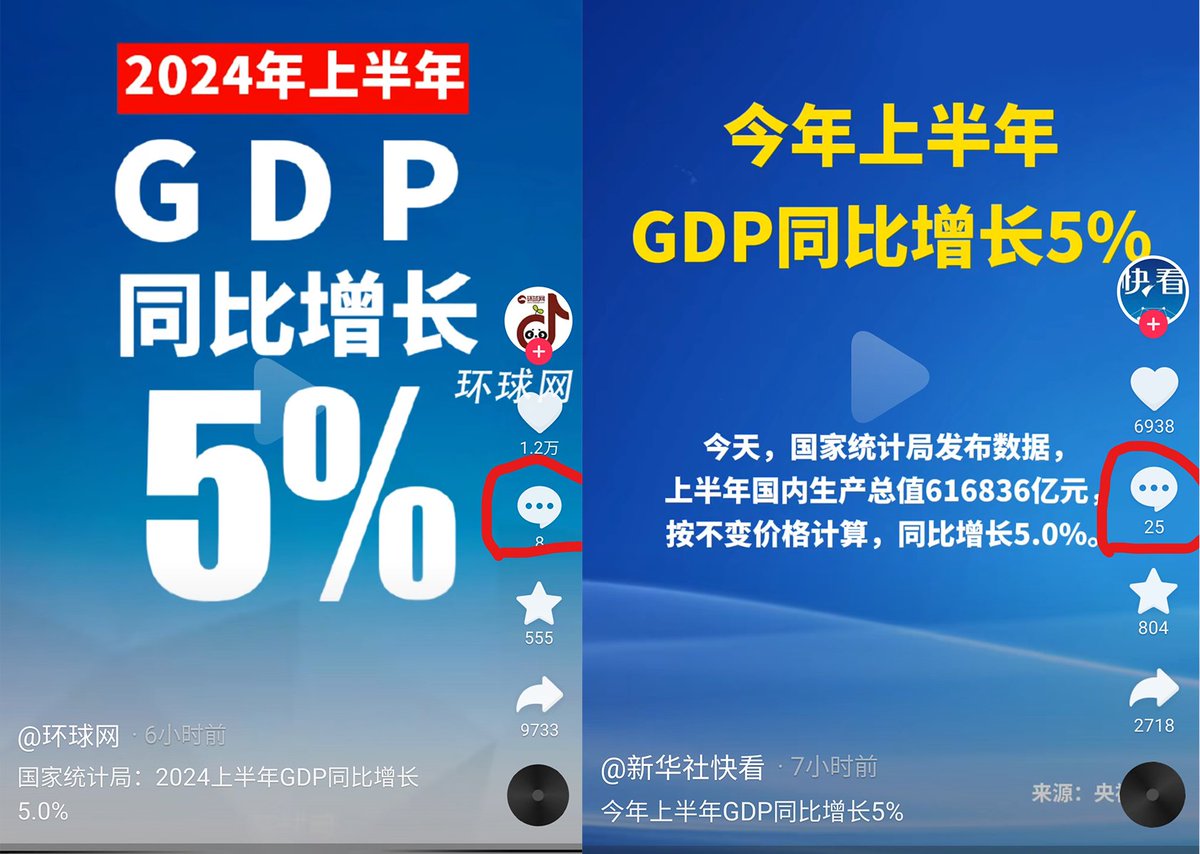 2024年上半年
GDP
同比增长
5%
环球网
1.2万
8
555
9733
@环球网 · 6小时前
国家统计局：2024上半年GDP同比增长
5.0%
今年上半年
GDP同比增长5%
快看
6938
今天，国家统计局发布数据，
上半年国内生产总值616836亿元，
按不变价格计算，同比增长5.0%。
25
804
2718
@新华社快看 · 7小时前
来源：央
今年上半年GDP同比增长5%